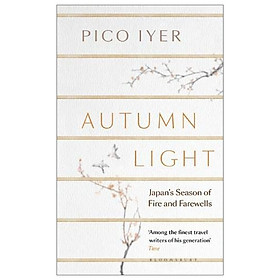 PICO IYER
AUTUMN
LIGHT
Japan's Season of
Fire and Farewells
'Among the finest travel
writers of his generation'
Time
BLOOMSBURY